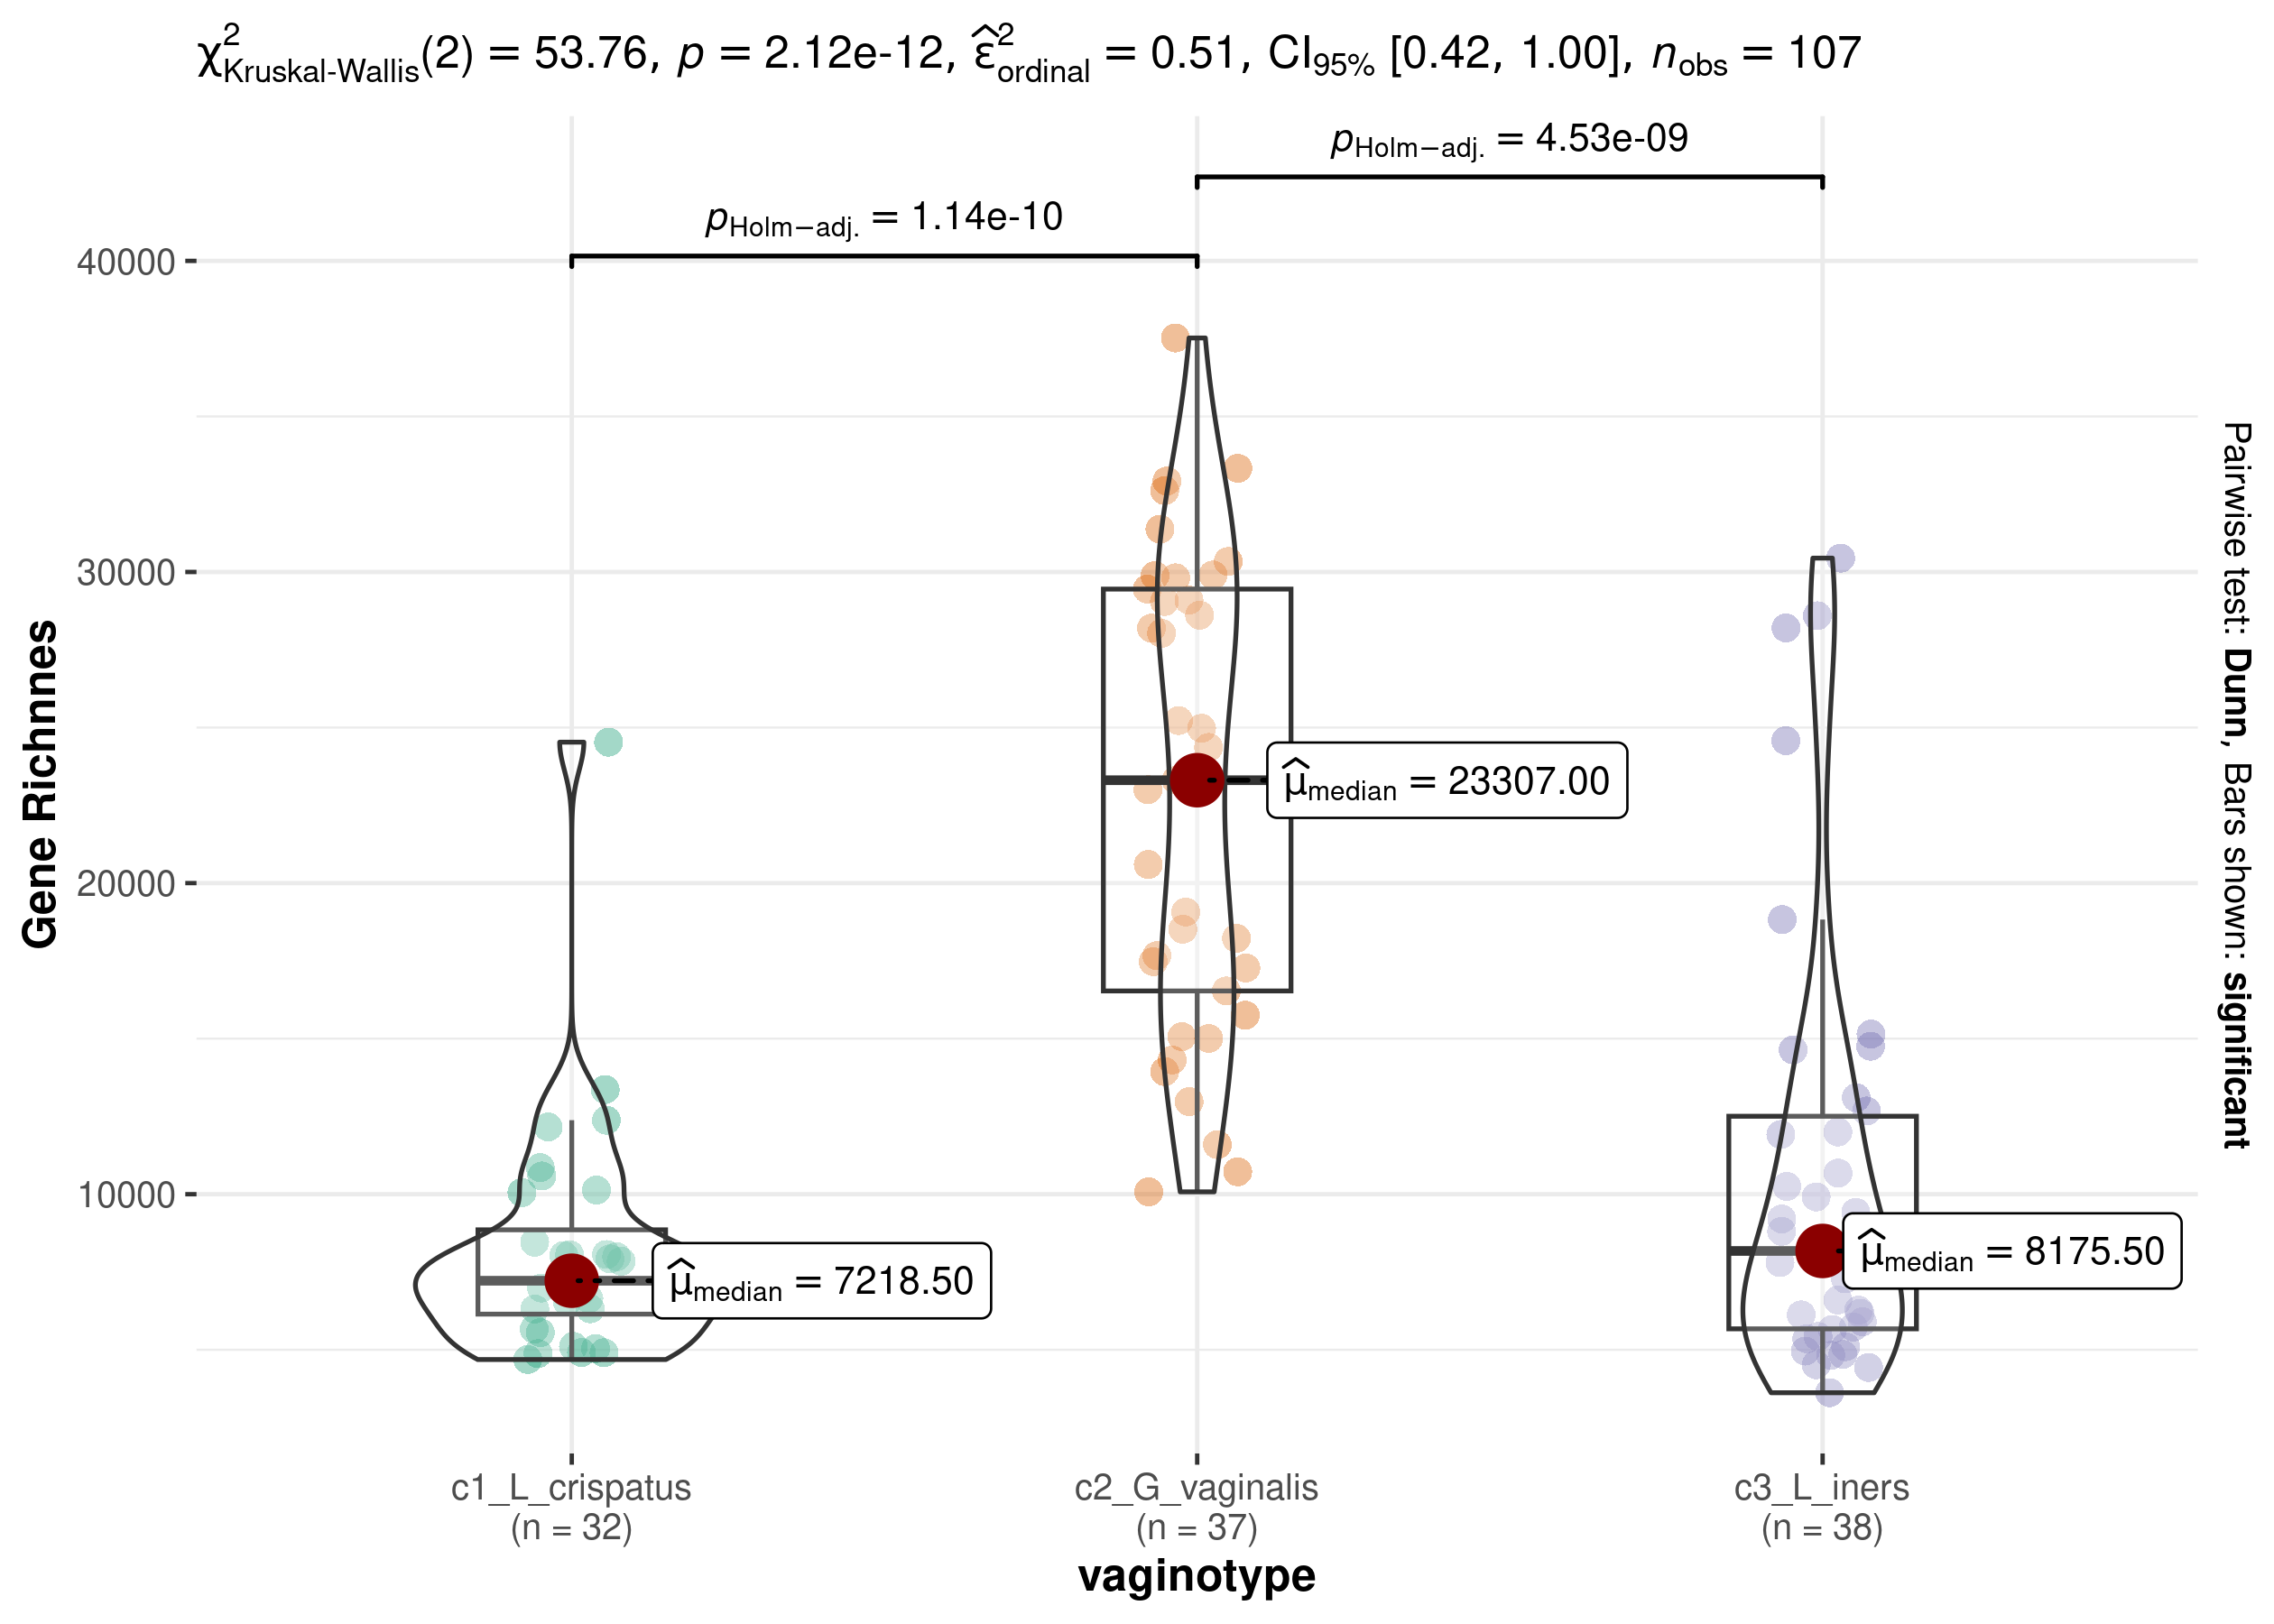 χ²Kruskal-Wallis(2) = 53.76, p = 2.12e-12, ε̂²ordinal = 0.51, CI95% [0.42, 1.00], nobs = 107
pHolm−adj. = 4.53e-09
pHolm−adj. = 1.14e-10
40000
30000
20000
10000
Gene Richnnes
μ̂median = 23307.00
μ̂median = 8175.50
μ̂median = 7218.50
Pairwise test: Dunn, Bars shown: significant
c1_L_crispatus
(n = 32)
c2_G_vaginalis
(n = 37)
c3_L_iners
(n = 38)
vaginotype